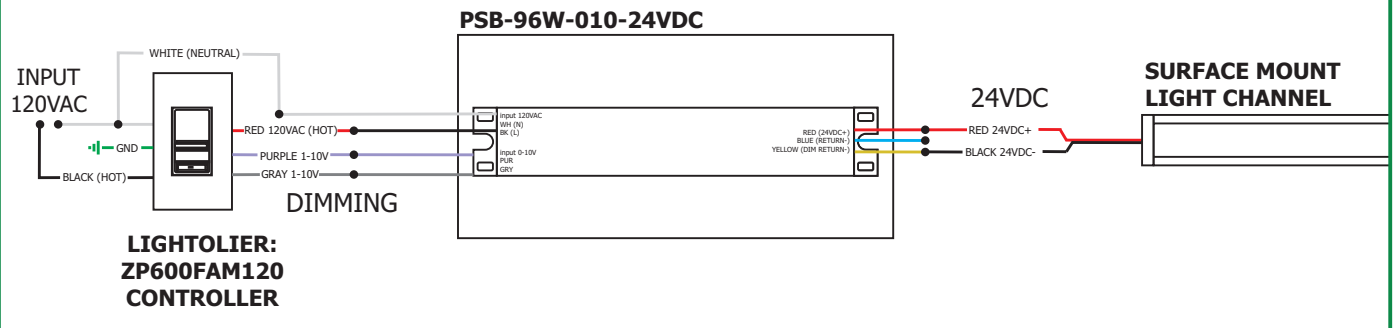 PSB-96W-010-24VDC
WHITE (NEUTRAL)
INPUT
120VAC
GND
BLACK (HOT)
RED 120VAC (HOT)
PURPLE 1-10V
GRAY 1-10V
DIMMING
LIGHTOLIER:
ZP600FAM120
CONTROLLER
input 120VAC
WH (N)
BK (L)
input 0-10V
PUR
GRY
RED (24VDC+)
BLUE (RETURN-)
YELLOW (DIM RETURN-)
24VDC
RED 24VDC+
BLACK 24VDC-
SURFACE MOUNT
LIGHT CHANNEL